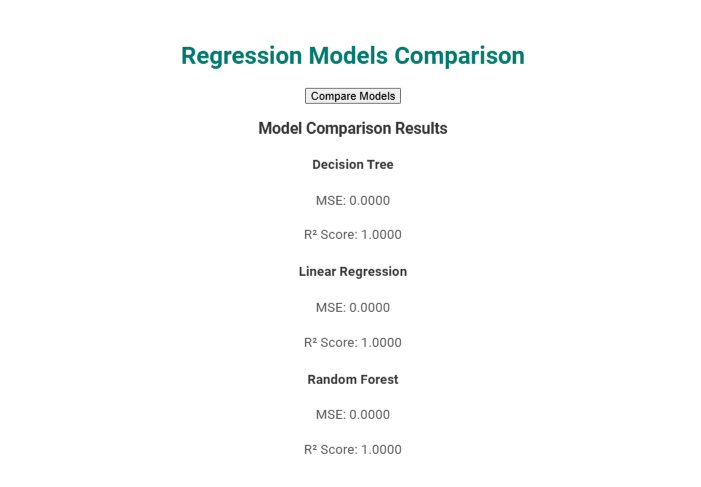 Regression Models Comparison
Compare Models
Model Comparison Results
Decision Tree
MSE: 0.0000
R² Score: 1.0000
Linear Regression
MSE: 0.0000
R² Score: 1.0000
Random Forest
MSE: 0.0000
R² Score: 1.0000